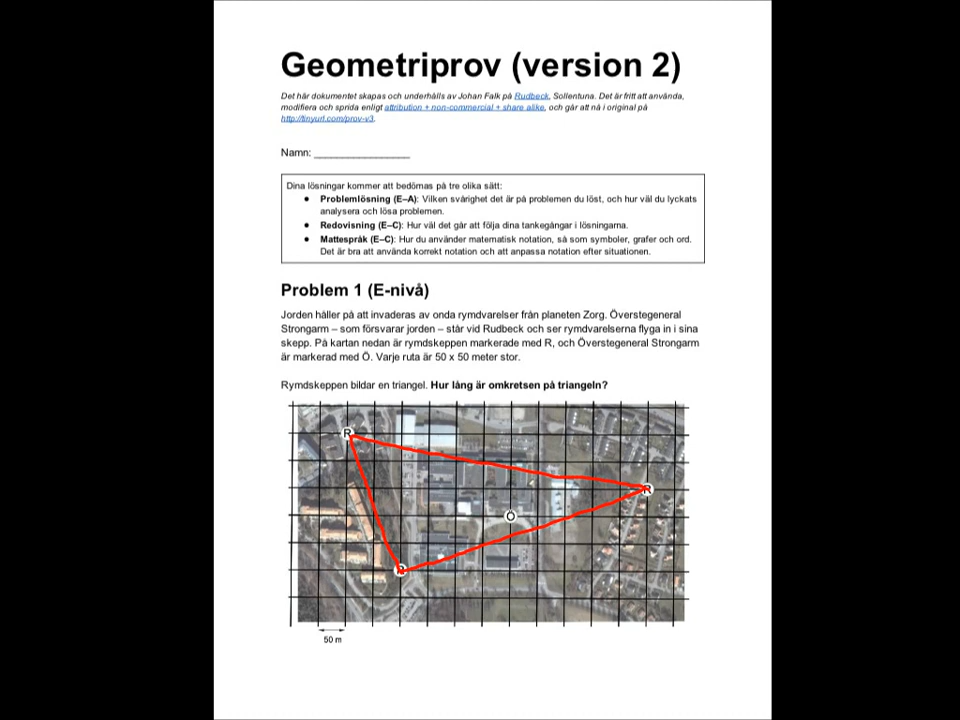 Geometriprov (version 2)
Det här dokumentet skapas och underhålls av Johan Falk på Rudbeck, Sollentuna. Det är fritt att använda,
modifiera och sprida enligt attribution + non-commercial + share alike, och går att nå i original på
http://tinyurl.com/prov-v3.
Namn: _________________
Dina lösningar kommer att bedömas på tre olika sätt:
● Problemlösning (E–A): Vilken svårighet det är på problemen du löst, och hur väl du lyckats
analysera och lösa problemen.
● Redovisning (E–C): Hur väl det går att följa dina tankegångar i lösningarna.
● Mattespråk (E–C): Hur du använder matematisk notation, så som symboler, grafer och ord.
Det är bra att använda korrekt notation och att anpassa notation efter situationen.
Problem 1 (E-nivå)
Jorden håller på att invaderas av onda rymdvarelser från planeten Zorg. Överstegeneral
Strongarm – som försvarar jorden – står vid Rudbeck och ser rymdvarelserna flyga in i sina
skepp. På kartan nedan är rymdskeppen markerade med R, och Överstegeneral Strongarm
är markerad med Ö. Varje ruta är 50 x 50 meter stor.
Rymdskeppen bildar en triangel. Hur lång är omkretsen på triangeln?
R
R
Ö
R
50 m